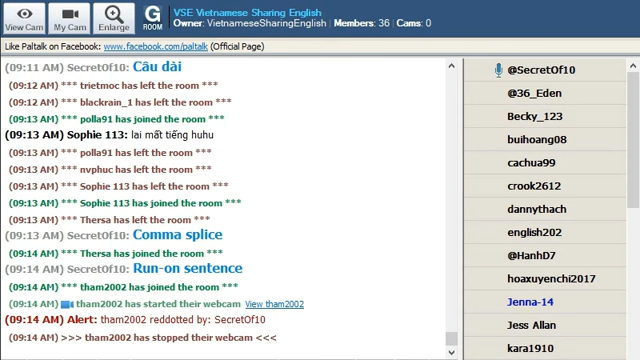 VSE Vietnamese Sharing English
Owner: VietnameseSharingEnglish | Members: 36 | Cams: 0
View Cam
My Cam
Enlarge
G
ROOM
Like Paltalk on Facebook: www.facebook.com/paltalk (Official Page)
(09:11 AM) SecretOf10: Câu dài
(09:12 AM) *** trietmoc has left the room ***
(09:12 AM) *** blackrain_1 has left the room ***
(09:13 AM) *** polla91 has joined the room ***
(09:13 AM) Sophie 113: lai mất tiếng huhu
(09:13 AM) *** polla91 has left the room ***
(09:13 AM) *** nvphuc has left the room ***
(09:13 AM) *** Sophie 113 has left the room ***
(09:13 AM) *** Sophie 113 has joined the room ***
(09:13 AM) *** Thersa has left the room ***
(09:13 AM) SecretOf10: Comma splice
(09:14 AM) *** Thersa has joined the room ***
(09:14 AM) SecretOf10: Run-on sentence
(09:14 AM) *** tham2002 has joined the room ***
(09:14 AM) tham2002 has started their webcam View tham2002
(09:14 AM) Alert: tham2002 reddotted by: SecretOf10
(09:14 AM) >>> tham2002 has stopped their webcam <<<
@SecretOf10
@36_Eden
Becky_123
buihoang08
cachua99
crook2612
dannythach
english202
@HanhD7
hoaxuyenchi2017
Jenna-14
Jess Allan
kara1910